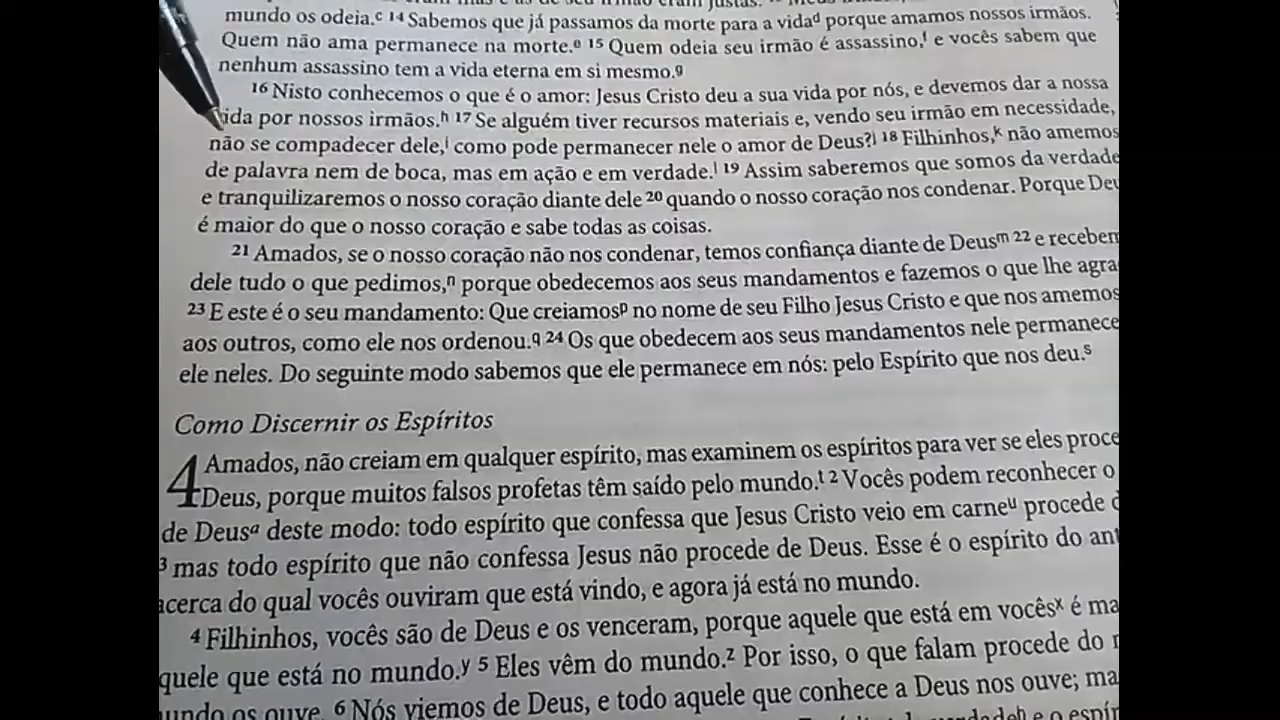 mundo os odeia.c 14 Sabemos que já passamos da morte para a vidad porque amamos nossos irmãos.
Quem não ama permanece na morte.e 15 Quem odeia seu irmão é assassino,f e vocês sabem que
nenhum assassino tem a vida eterna em si mesmo.g
16 Nisto conhecemos o que é o amor: Jesus Cristo deu a sua vida por nós, e devemos dar a nossa
vida por nossos irmãos.h 17 Se alguém tiver recursos materiais e, vendo seu irmão em necessidade,
não se compadecer dele,i como pode permanecer nele o amor de Deus?j 18 Filhinhos,k não amemos
de palavra nem de boca, mas em ação e em verdade.l 19 Assim saberemos que somos da verdade
e tranquilizaremos o nosso coração diante dele 20 quando o nosso coração nos condenar. Porque Deu
é maior do que o nosso coração e sabe todas as coisas.
21 Amados, se o nosso coração não nos condenar, temos confiança diante de Deusm 22 e recebem
dele tudo o que pedimos,n porque obedecemos aos seus mandamentos e fazemos o que lhe agra
23 E este é o seu mandamento: Que creiamosp no nome de seu Filho Jesus Cristo e que nos amemos
aos outros, como ele nos ordenou.q 24 Os que obedecem aos seus mandamentos nele permanece
ele neles. Do seguinte modo sabemos que ele permanece em nós: pelo Espírito que nos deu.s
Como Discernir os Espíritos
4 Amados, não creiam em qualquer espírito, mas examinem os espíritos para ver se eles proce
Deus, porque muitos falsos profetas têm saído pelo mundo.t 2 Vocês podem reconhecer o
de Deusa deste modo: todo espírito que confessa que Jesus Cristo veio em carneu procede d
3 mas todo espírito que não confessa Jesus não procede de Deus. Esse é o espírito do ant
acerca do qual vocês ouviram que está vindo, e agora já está no mundo.
4 Filhinhos, vocês são de Deus e os venceram, porque aquele que está em vocêsx é ma
quele que está no mundo.y 5 Eles vêm do mundo.z Por isso, o que falam procede do
undo os ouve. 6 Nós viemos de Deus, e todo aquele que conhece a Deus nos ouve; ma